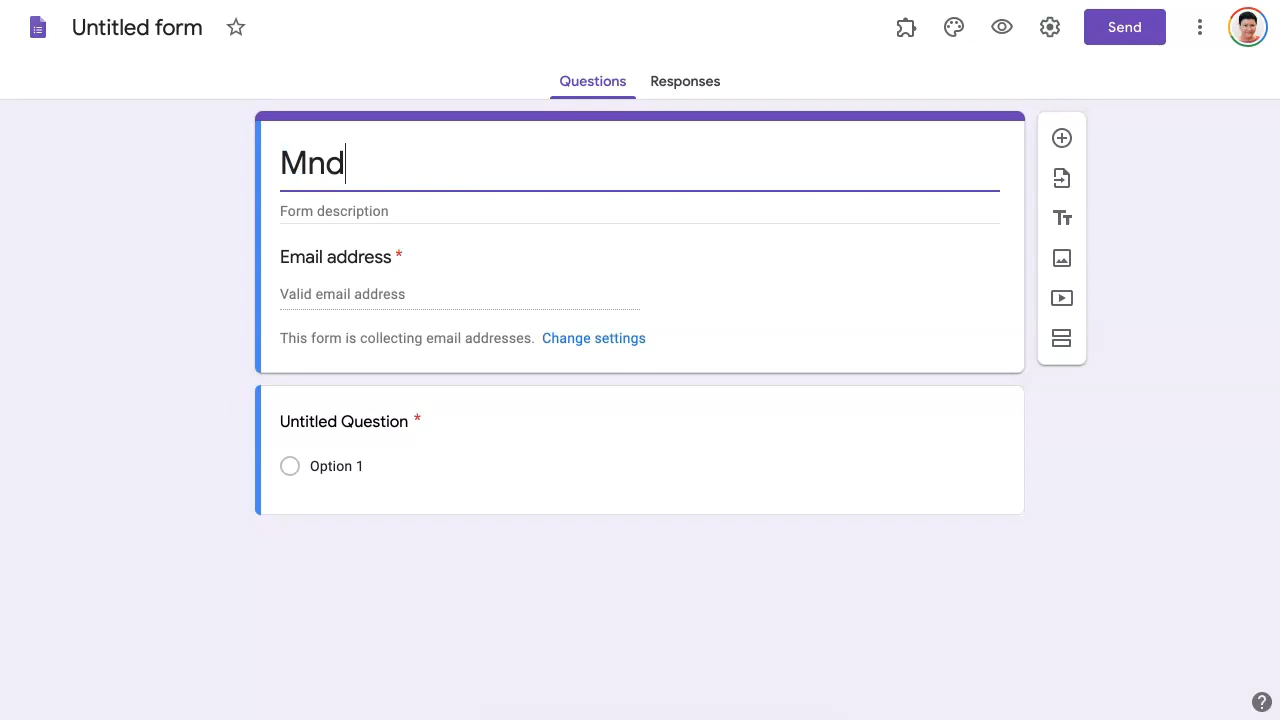 Untitled form
Send
Questions
Responses
Mnd
Form description
Email address *
Valid email address
This form is collecting email addresses. Change settings
Untitled Question *
Option 1